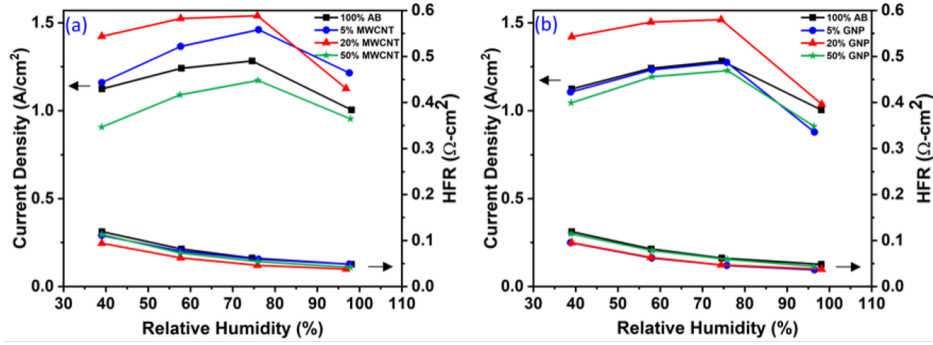 (a)
100% AB
5% MWCNT
20% MWCNT
50% MWCNT
Current Density (A/cm²)
1.5
1.0
0.5
0.0
HFR (Ω-cm²)
0.6
0.5
0.4
0.3
0.2
0.1
0.0
30 40 50 60 70 80 90 100 110
Relative Humidity (%)
(b)
100% AB
5% GNP
20% GNP
50% GNP
Current Density (A/cm²)
1.5
1.0
0.5
0.0
HFR (Ω-cm²)
0.6
0.5
0.4
0.3
0.2
0.1
0.0
30 40 50 60 70 80 90 100 110
Relative Humidity (%)